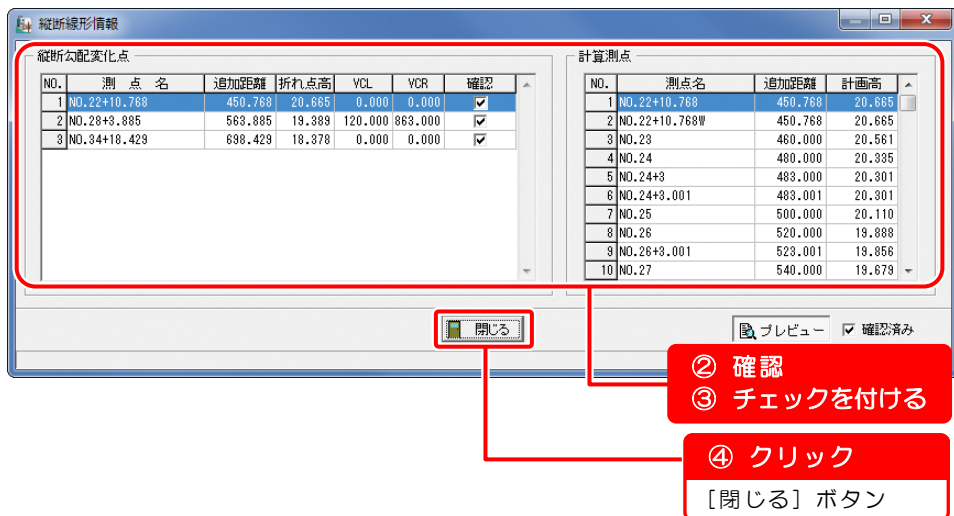 縦断線形情報
縦断勾配変化点
NO. 測 点 名 追加距離 折れ点高 VCL VCR 確認
1 NO.22+10.768 450.768 20.665 0.000 0.000
2 NO.28+3.885 563.885 19.389 120.000 863.000
3 NO.34+18.429 698.429 18.378 0.000 0.000
計算測点
NO. 測点名 追加距離 計画高
1 NO.22+10.768 450.768 20.665
2 NO.22+10.768W 450.768 20.665
3 NO.23 460.000 20.561
4 NO.24 480.000 20.335
5 NO.24+3 483.000 20.301
6 NO.24+3.001 483.001 20.301
7 NO.25 500.000 20.110
8 NO.26 520.000 19.888
9 NO.26+3.001 523.001 19.856
10 NO.27 540.000 19.679
閉じる
プレビュー
確認済み
② 確認
③ チェックを付ける
④ クリック
［閉じる］ボタン